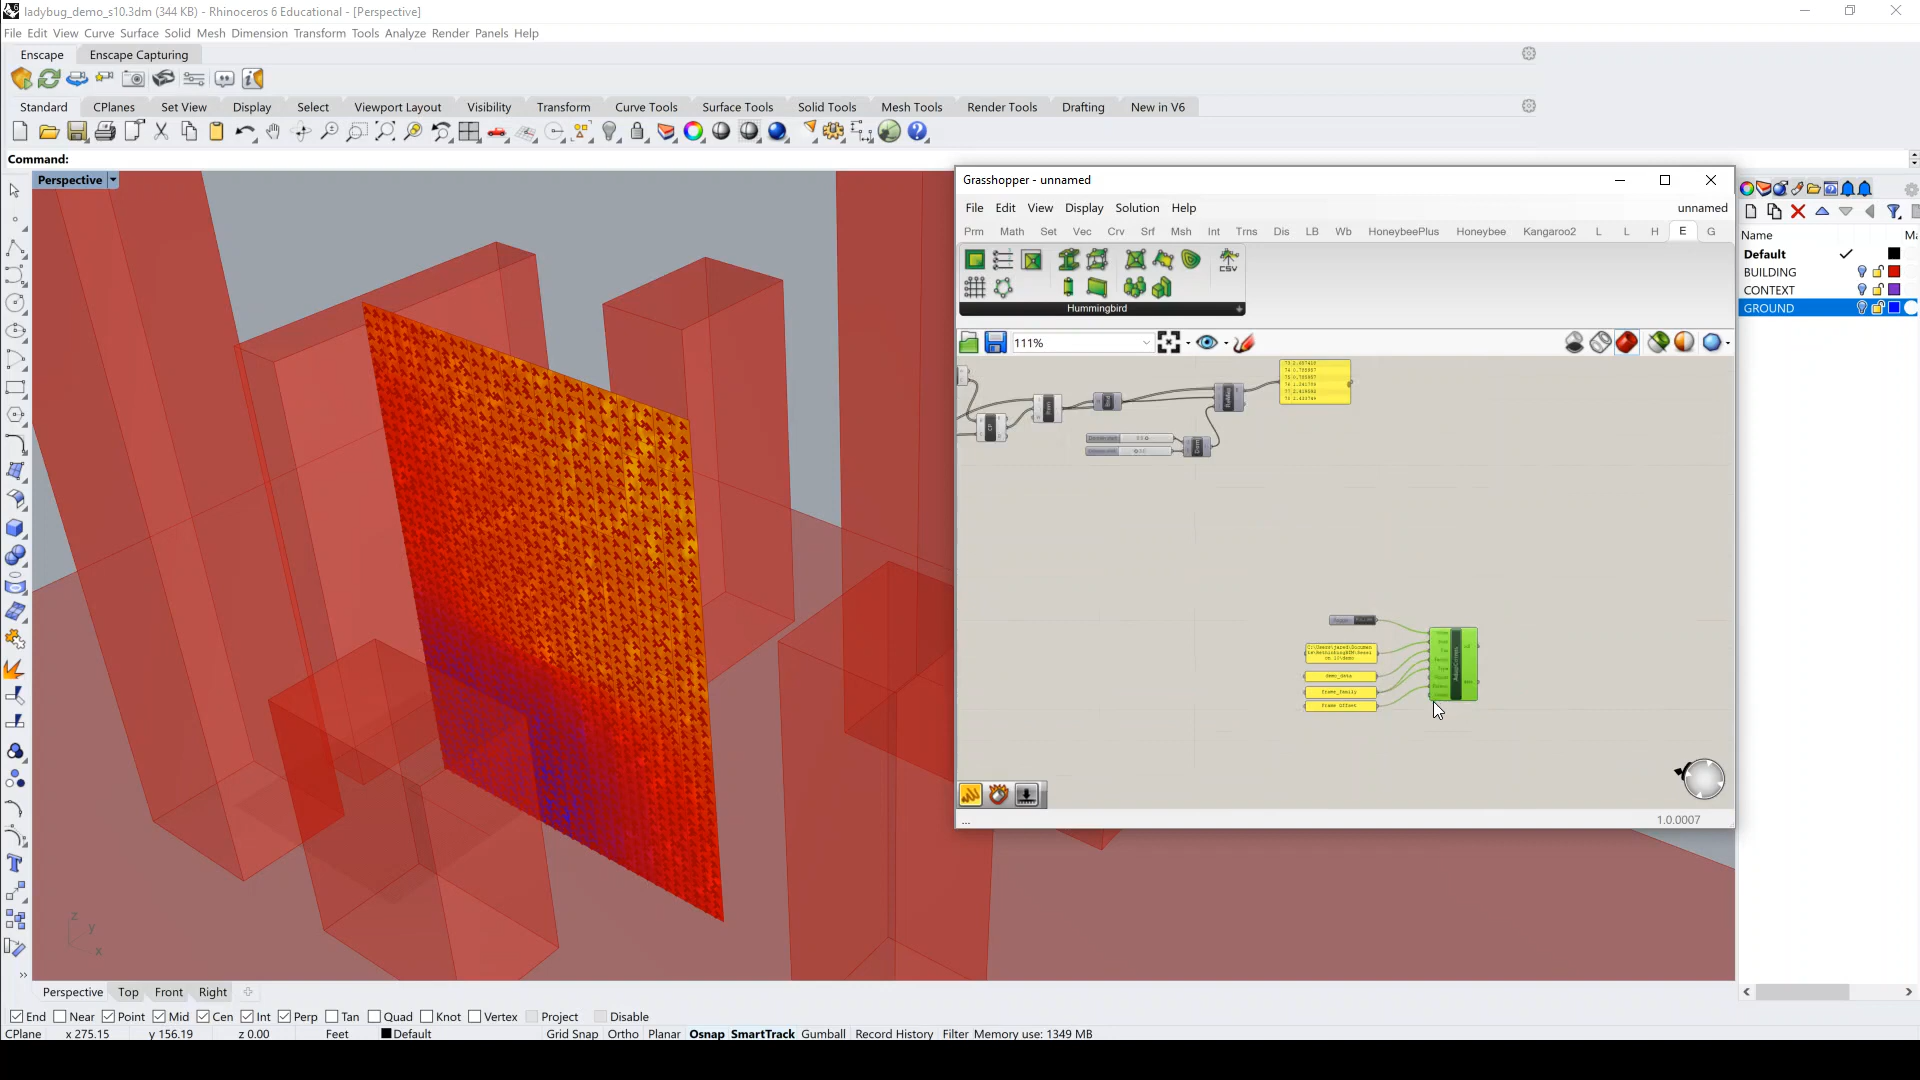 ladybug_demo_s10.3dm (344 KB) - Rhinoceros 6 Educational - [Perspective]
File Edit View Curve Surface Solid Mesh Dimension Transform Tools Analyze Render Panels Help
Enscape Enscape Capturing
Standard CPlanes Set View Display Select Viewport Layout Visibility Transform Curve Tools Surface Tools Solid Tools Mesh Tools Render Tools Drafting New in V6
Command:
Perspective
Grasshopper - unnamed
File Edit View Display Solution Help
unnamed
Prm Math Set Vec Crv Srf Msh Int Trns Dis LB Wb HoneybeePlus Honeybee Kangaroo2 L L H E G
CSV
Hummingbird
111%
Name
Default
BUILDING
CONTEXT
GROUND
demo_data
frame_family
Frame Offset
...
1.0.0007
z
y
x
Perspective Top Front Right
End Near Point Mid Cen Int Perp Tan Quad Knot Vertex Project Disable
CPlane x 275.15 y 156.19 z 0.00 Feet Default Grid Snap Ortho Planar Osnap SmartTrack Gumball Record History Filter Memory use: 1349 MB